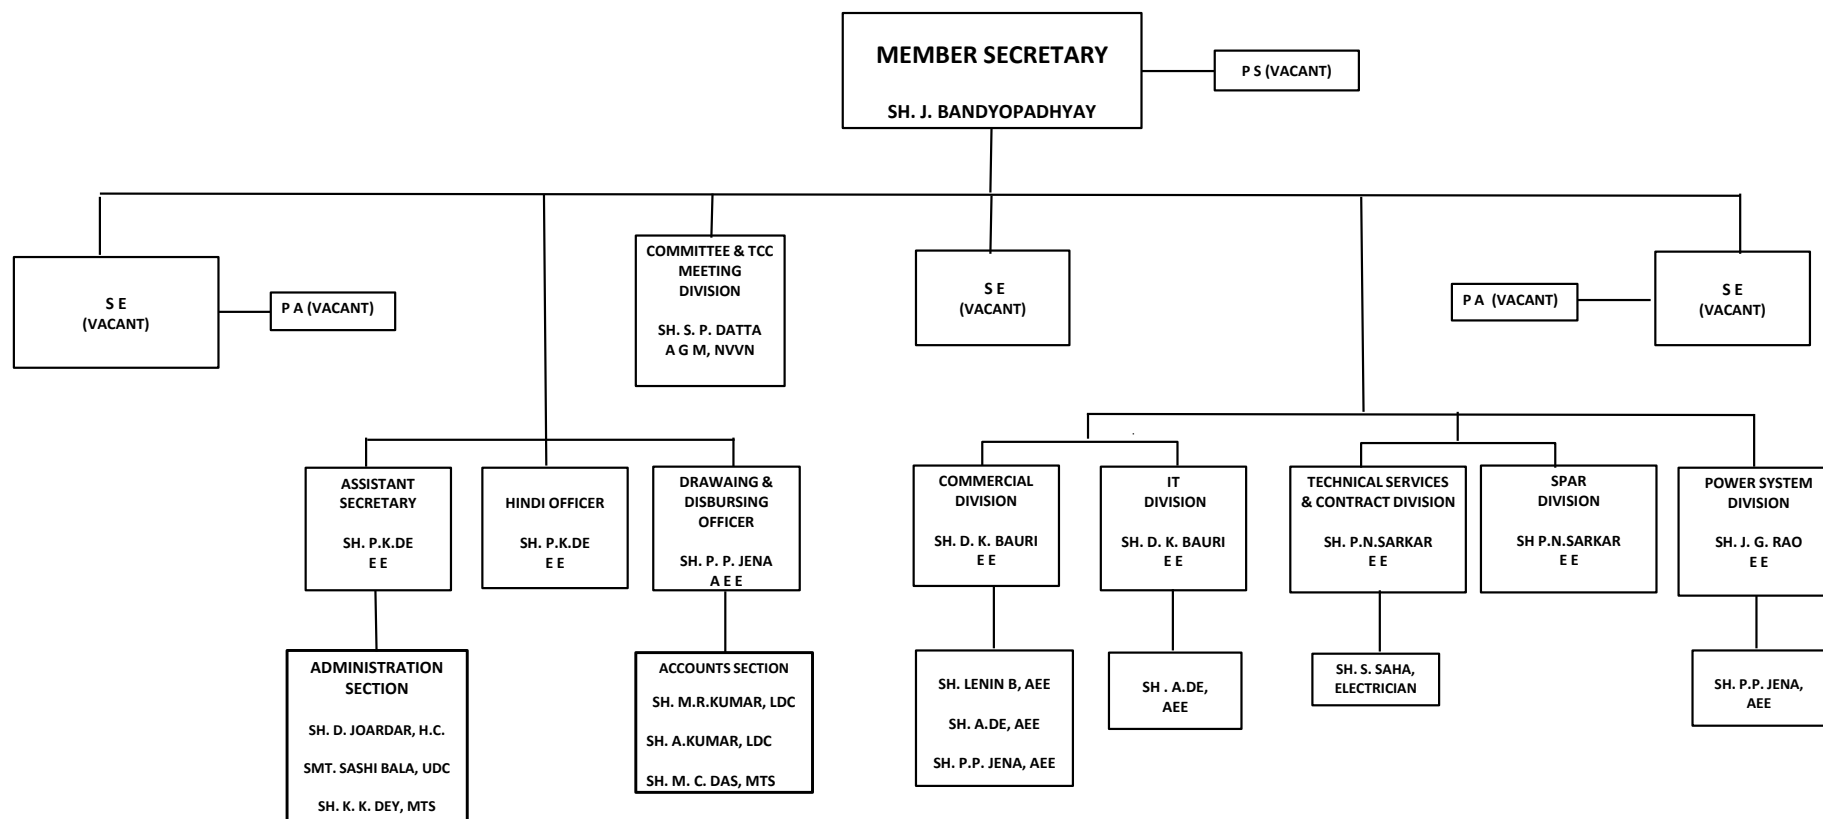 MEMBER SECRETARY
SH. J. BANDYOPADHYAY
P S (VACANT)
S E
(VACANT)
P A (VACANT)
COMMITTEE & TCC
MEETING
DIVISION
SH. S. P. DATTA
A G M, NVVN
S E
(VACANT)
P A (VACANT)
S E
(VACANT)
ASSISTANT
SECRETARY
SH. P.K.DE
E E
HINDI OFFICER
SH. P.K.DE
E E
DRAWAING &
DISBURSING
OFFICER
SH. P. P. JENA
A E E
COMMERCIAL
DIVISION
SH. D. K. BAURI
E E
IT
DIVISION
SH. D. K. BAURI
E E
TECHNICAL SERVICES
& CONTRACT DIVISION
SH. P.N.SARKAR
E E
SPAR
DIVISION
SH P.N.SARKAR
E E
POWER SYSTEM
DIVISION
SH. J. G. RAO
E E
ADMINISTRATION
SECTION
SH. D. JOARDAR, H.C.
SMT. SASHI BALA, UDC
SH. K. K. DEY, MTS
ACCOUNTS SECTION
SH. M.R.KUMAR, LDC
SH. A.KUMAR, LDC
SH. M. C. DAS, MTS
SH. LENIN B, AEE
SH. A.DE, AEE
SH. P.P. JENA, AEE
SH . A.DE,
AEE
SH. S. SAHA,
ELECTRICIAN
SH. P.P. JENA,
AEE